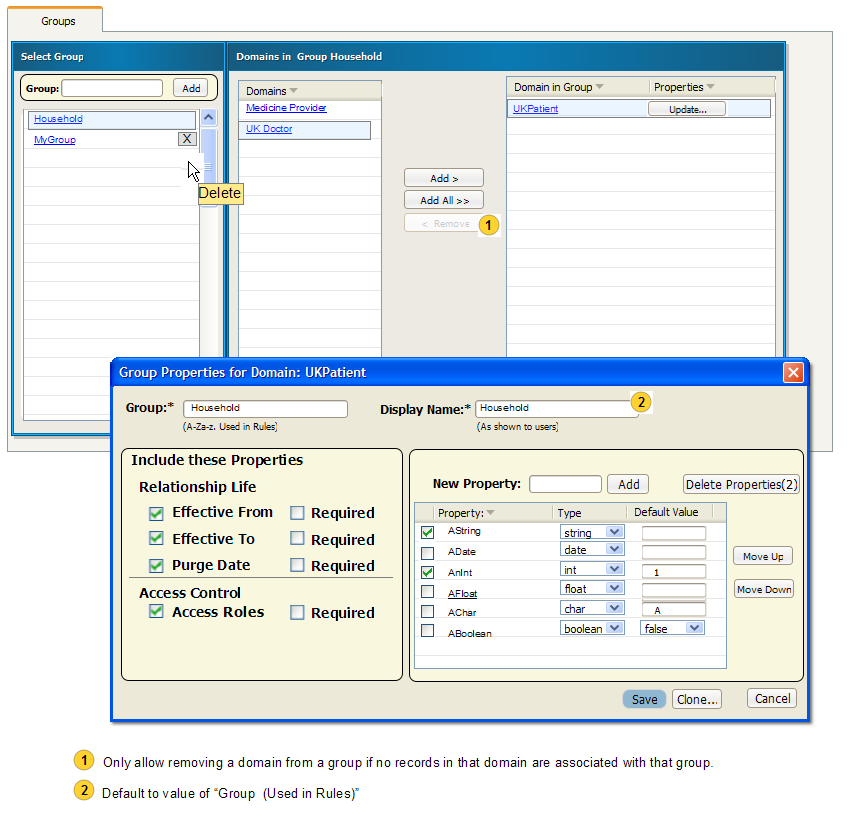 Groups
Select Group
Domains in Group Household
Group:
Add
Household
MyGroup
X
Delete
Domains
Medicine Provider
UK Doctor
Add >
Add All >>
< Remove
1
Domain in Group
Properties
UKPatient
Update...
Group Properties for Domain: UKPatient
Group:*
Household
(A-Za-z. Used in Rules)
Display Name:*
Household
2
(As shown to users)
Include these Properties
Relationship Life
Effective From
Required
Effective To
Required
Purge Date
Required
Access Control
Access Roles
Required
New Property:
Add
Delete Properties(2)
Property:
Type
Default Value
AString
string
ADate
date
AnInt
int
1
AFloat
float
AChar
char
A
ABoolean
boolean
false
Move Up
Move Down
Save
Clone...
Cancel
1 Only allow removing a domain from a group if no records in that domain are associated with that group.
2 Default to value of “Group (Used in Rules)”